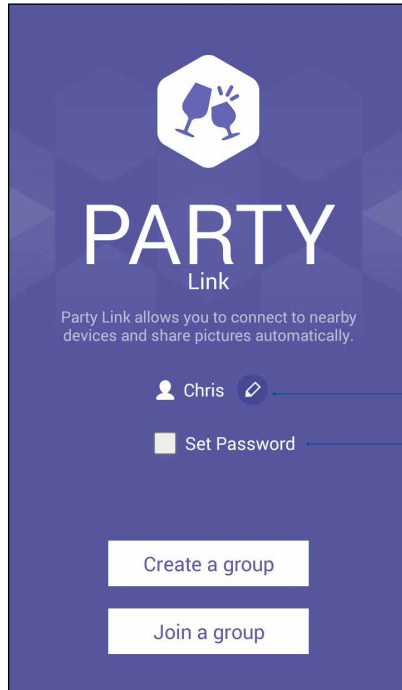 PARTY
Link
Party Link allows you to connect to nearby
devices and share pictures automatically.
Chris
Set Password
Create a group
Join a group